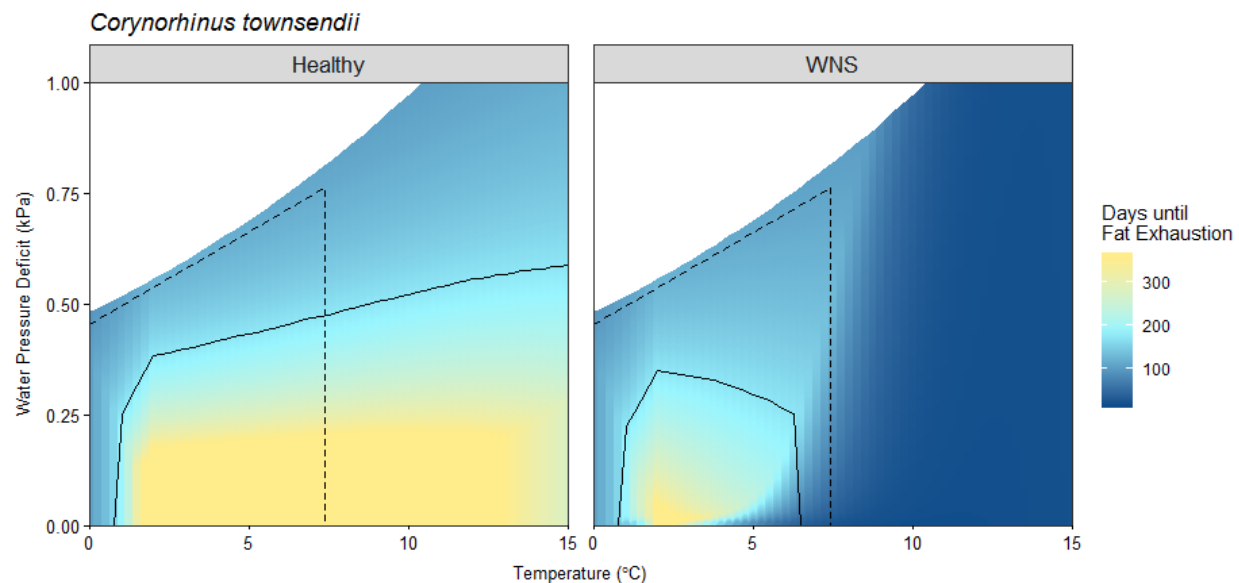 Corynorhinus townsendii
Healthy
WNS
1.00
0.75
0.50
0.25
0.00
Water Pressure Deficit (kPa)
0
5
10
15
0
5
10
15
Temperature (°C)
Days until
Fat Exhaustion
300
200
100